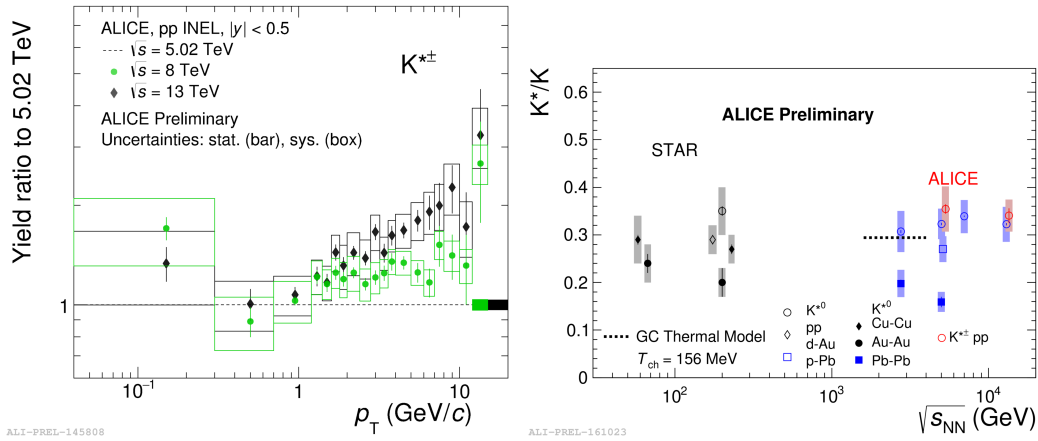 Yield ratio to 5.02 TeV
ALICE, pp INEL, |y| < 0.5
√s = 5.02 TeV
√s = 8 TeV
√s = 13 TeV
ALICE Preliminary
Uncertainties: stat. (bar), sys. (box)
K*±
1
10⁻¹ 1 10
p_T (GeV/c)
ALI-PREL-145808
K*/K
0.6
0.5
0.4
0.3
0.2
0.1
0
ALICE Preliminary
STAR
ALICE
GC Thermal Model
T_ch = 156 MeV
K*⁰
pp
d-Au
p-Pb
K*⁰
Cu-Cu
Au-Au
Pb-Pb
K*± pp
10² 10³ 10⁴
√s_NN (GeV)
ALI-PREL-161023